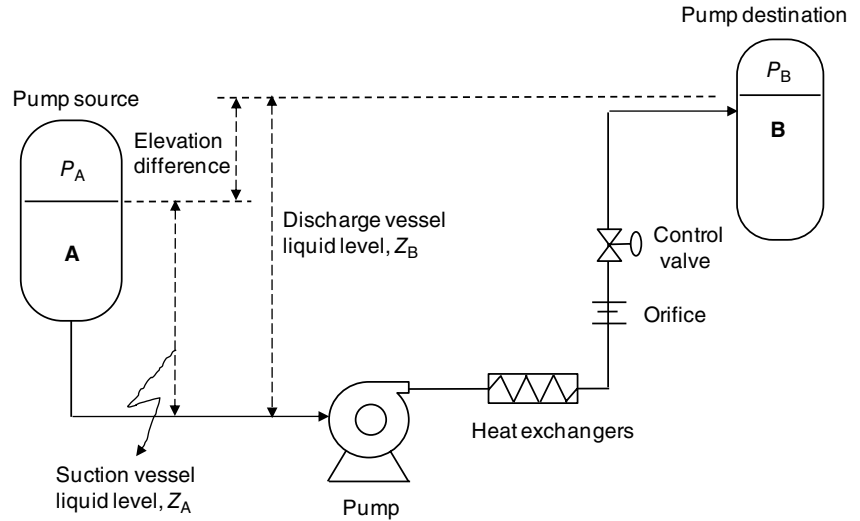 Pump destination
P_B
B
Pump source
P_A
A
Elevation
difference
Discharge vessel
liquid level, Z_B
Control
valve
Orifice
Heat exchangers
Suction vessel
liquid level, Z_A
Pump